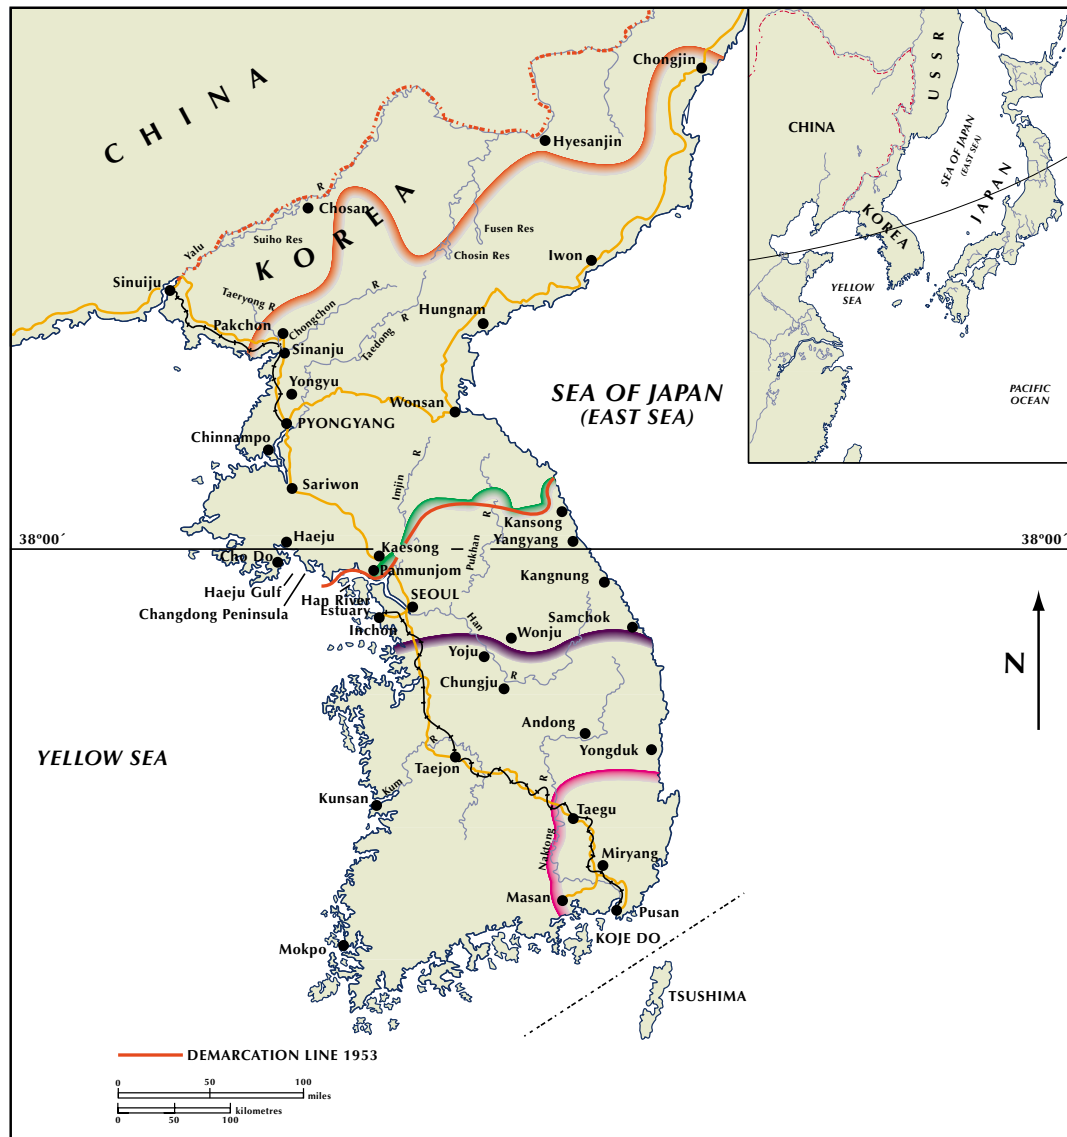 CHINA
KOREA
Chongjin
Hyesanjin
R
Chosan
Yalu
Suiho Res
Fusen Res
Chosin Res
Iwon
Sinuiju
Taeryong R
R
Chongchon
Pakchon
Hungnam
R
Taedong
Sinanju
Yongyu
Wonsan
PYONGYANG
Chinnampo
SEA OF JAPAN
(EAST SEA)
R
Imjin
Sariwon
R
Kansong
Yangyang
Pukhan
38°00´
38°00´
Haeju
Kaesong
Cho Do
Panmunjom
Haeju Gulf
Changdong Peninsula
Han River
Estuary
SEOUL
Kangnung
Inchon
Han
Samchok
Wonju
Yoju
R
Chungju
N
Andong
YELLOW SEA
R
Yongduk
Taejon
R
Kum
Kunsan
Taegu
Naktong
Miryang
Masan
Pusan
KOJE DO
Mokpo
TSUSHIMA
DEMARCATION LINE 1953
0 50 100
miles
kilometres
0 50 100
USSR
CHINA
SEA OF JAPAN
(EAST SEA)
JAPAN
KOREA
YELLOW
SEA
PACIFIC
OCEAN